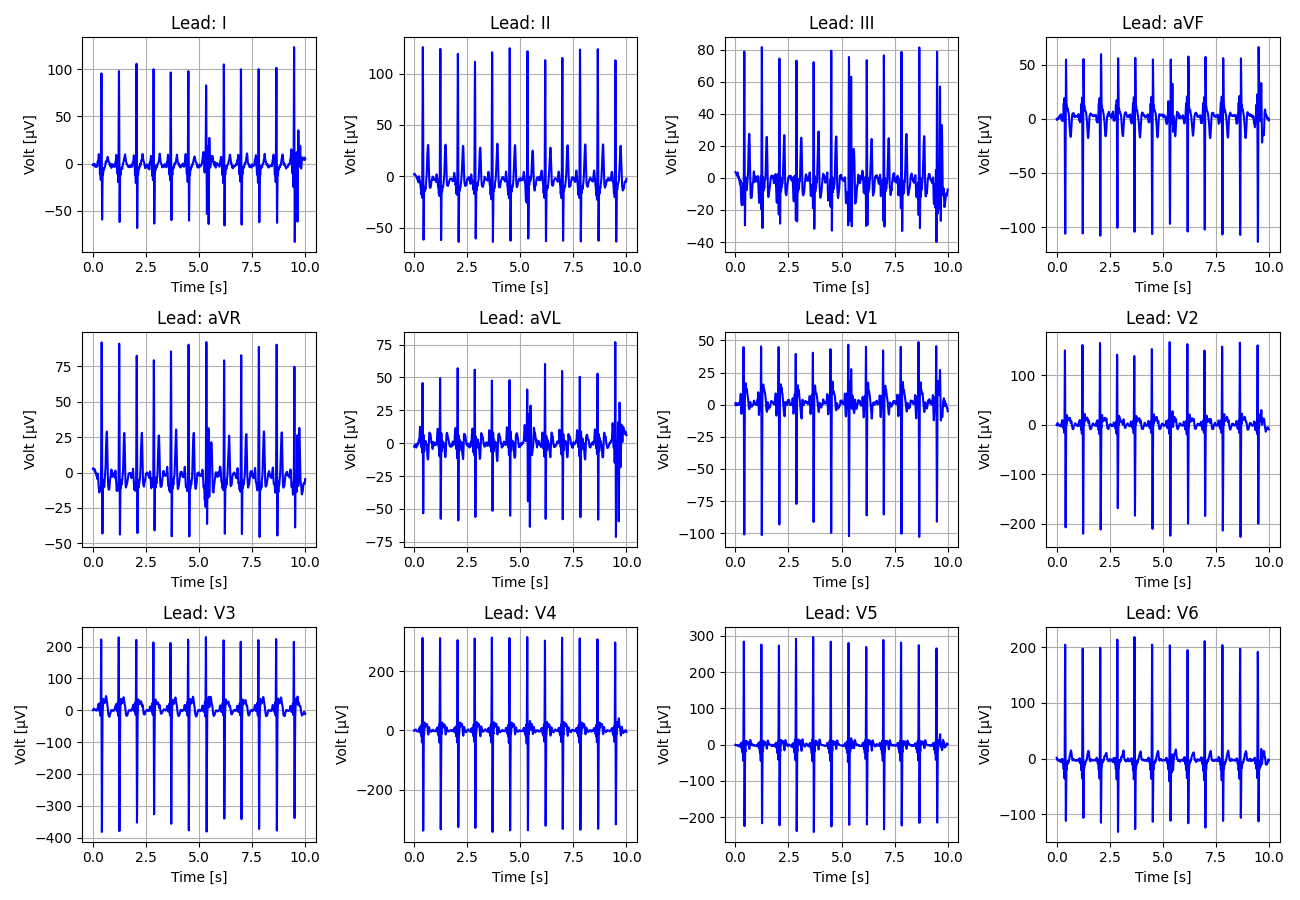 Lead: I
Volt [µV]
100
50
0
−50
0.0 2.5 5.0 7.5 10.0
Time [s]
Lead: II
Volt [µV]
100
50
0
−50
0.0 2.5 5.0 7.5 10.0
Time [s]
Lead: III
Volt [µV]
80
60
40
20
0
−20
−40
0.0 2.5 5.0 7.5 10.0
Time [s]
Lead: aVF
Volt [µV]
50
0
−50
−100
0.0 2.5 5.0 7.5 10.0
Time [s]
Lead: aVR
Volt [µV]
75
50
25
0
−25
−50
0.0 2.5 5.0 7.5 10.0
Time [s]
Lead: aVL
Volt [µV]
75
50
25
0
−25
−50
−75
0.0 2.5 5.0 7.5 10.0
Time [s]
Lead: V1
Volt [µV]
50
25
0
−25
−50
−75
−100
0.0 2.5 5.0 7.5 10.0
Time [s]
Lead: V2
Volt [µV]
100
0
−100
−200
0.0 2.5 5.0 7.5 10.0
Time [s]
Lead: V3
Volt [µV]
200
100
0
−100
−200
−300
−400
0.0 2.5 5.0 7.5 10.0
Time [s]
Lead: V4
Volt [µV]
200
0
−200
0.0 2.5 5.0 7.5 10.0
Time [s]
Lead: V5
Volt [µV]
300
200
100
0
−100
−200
0.0 2.5 5.0 7.5 10.0
Time [s]
Lead: V6
Volt [µV]
200
100
0
−100
0.0 2.5 5.0 7.5 10.0
Time [s]